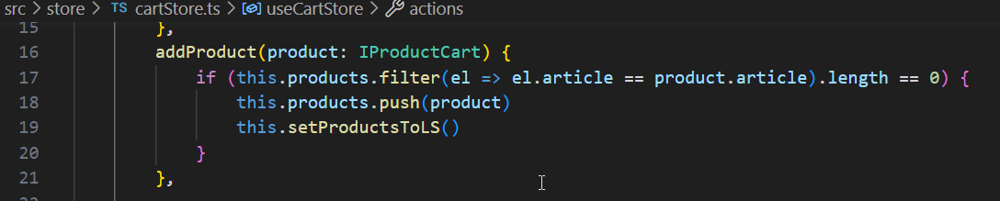 src > store > TS cartStore.ts > useCartStore > actions
15 },
16 addProduct(product: IProductCart) {
17 if (this.products.filter(el => el.article == product.article).length == 0) {
18 this.products.push(product)
19 this.setProductsToLS()
20 }
21 },